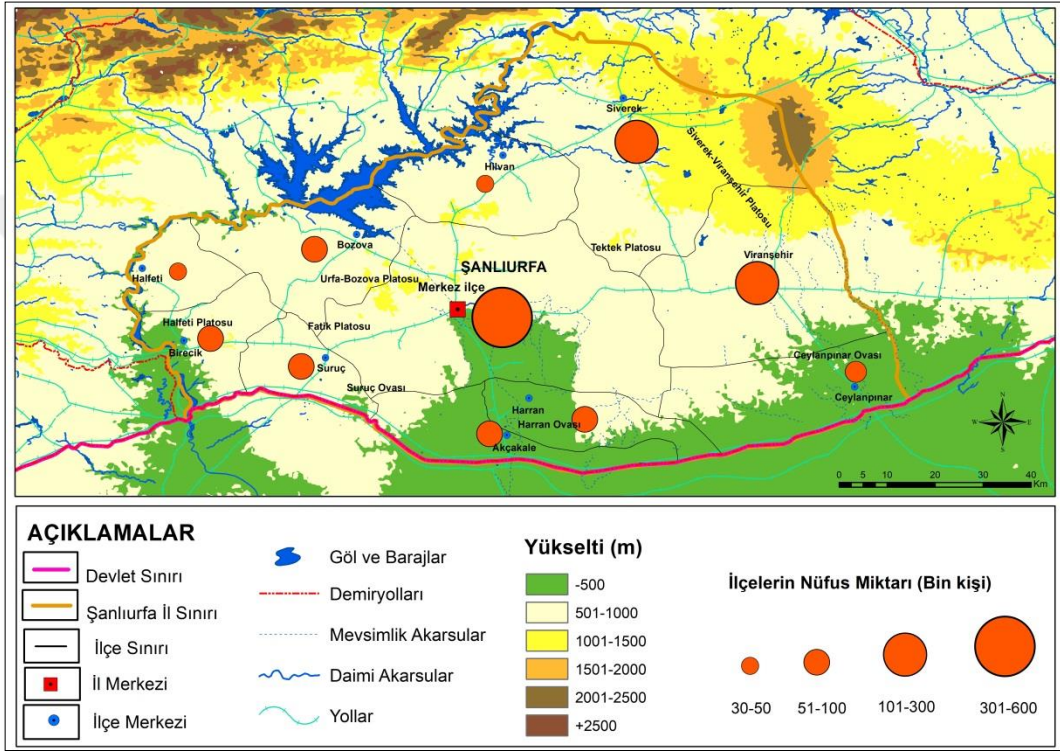 Siverek
Hilvan
Siverek-Viranşehir Platosu
Bozova
Tektek Platosu
Halfeti
Urfa-Bozova Platosu
ŞANLIURFA
Merkez ilçe
Viranşehir
Halfeti Platosu
Fatik Platosu
Birecik
Suruç
Suruç Ovası
Ceylanpınar Ovası
Ceylanpınar
Harran
Harran Ovası
Akçakale
N
W E
S
0 5 10 20 30 40
Km
AÇIKLAMALAR
Devlet Sınırı
Şanlıurfa İl Sınırı
İlçe Sınırı
İl Merkezi
İlçe Merkezi
Göl ve Barajlar
Demiryolları
Mevsimlik Akarsular
Daimi Akarsular
Yollar
Yükselti (m)
-500
501-1000
1001-1500
1501-2000
2001-2500
+2500
İlçelerin Nüfus Miktarı (Bin kişi)
30-50 51-100 101-300 301-600